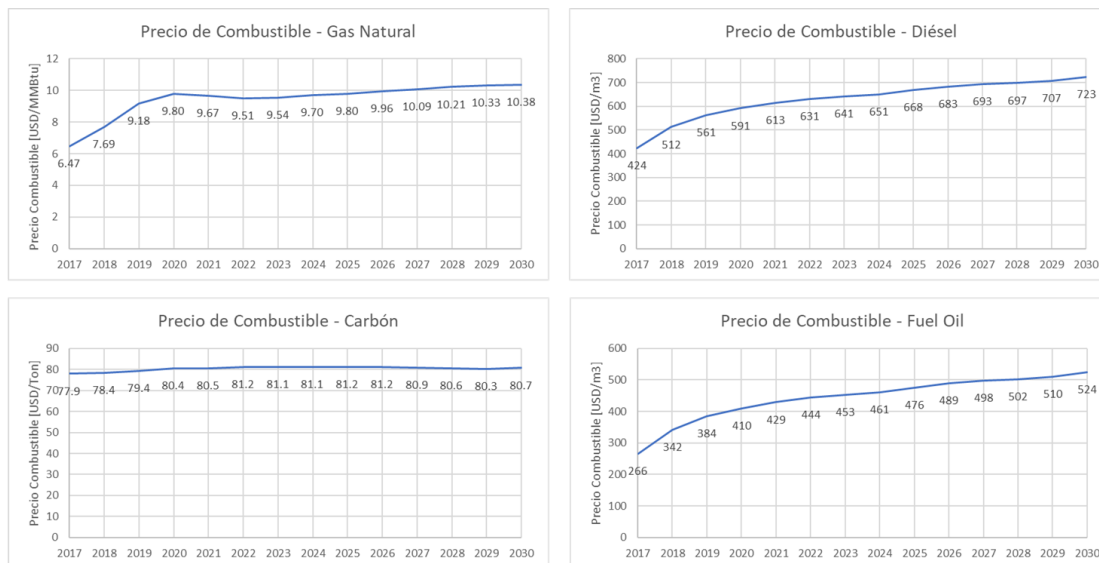 Precio de Combustible - Gas Natural
Precio Combustible [USD/MMBtu]
12
10
8
6
4
2
0
6.47 7.69 9.18 9.80 9.67 9.51 9.54 9.70 9.80 9.96 10.09 10.21 10.33 10.38
2017 2018 2019 2020 2021 2022 2023 2024 2025 2026 2027 2028 2029 2030
Precio de Combustible - Diésel
Precio Combustible [USD/m3]
800
700
600
500
400
300
200
100
0
424 512 561 591 613 631 641 651 668 683 693 697 707 723
2017 2018 2019 2020 2021 2022 2023 2024 2025 2026 2027 2028 2029 2030
Precio de Combustible - Carbón
Precio Combustible [USD/Ton]
90
80
70
60
50
40
30
20
10
0
77.9 78.4 79.4 80.4 80.5 81.2 81.1 81.1 81.2 81.2 80.9 80.6 80.3 80.7
2017 2018 2019 2020 2021 2022 2023 2024 2025 2026 2027 2028 2029 2030
Precio de Combustible - Fuel Oil
Precio Combustible [USD/m3]
600
500
400
300
200
100
0
266 342 384 410 429 444 453 461 476 489 498 502 510 524
2017 2018 2019 2020 2021 2022 2023 2024 2025 2026 2027 2028 2029 2030